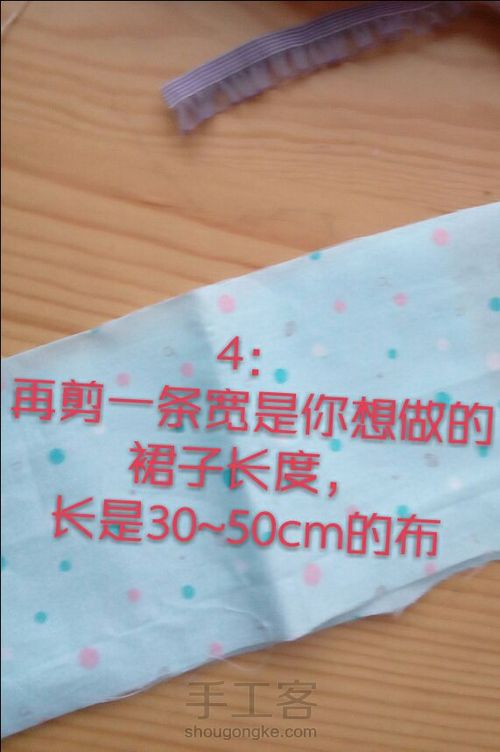 4：
再剪一条宽是你想做的
裙子长度，
长是30~50cm的布
手工客
shougongke.com